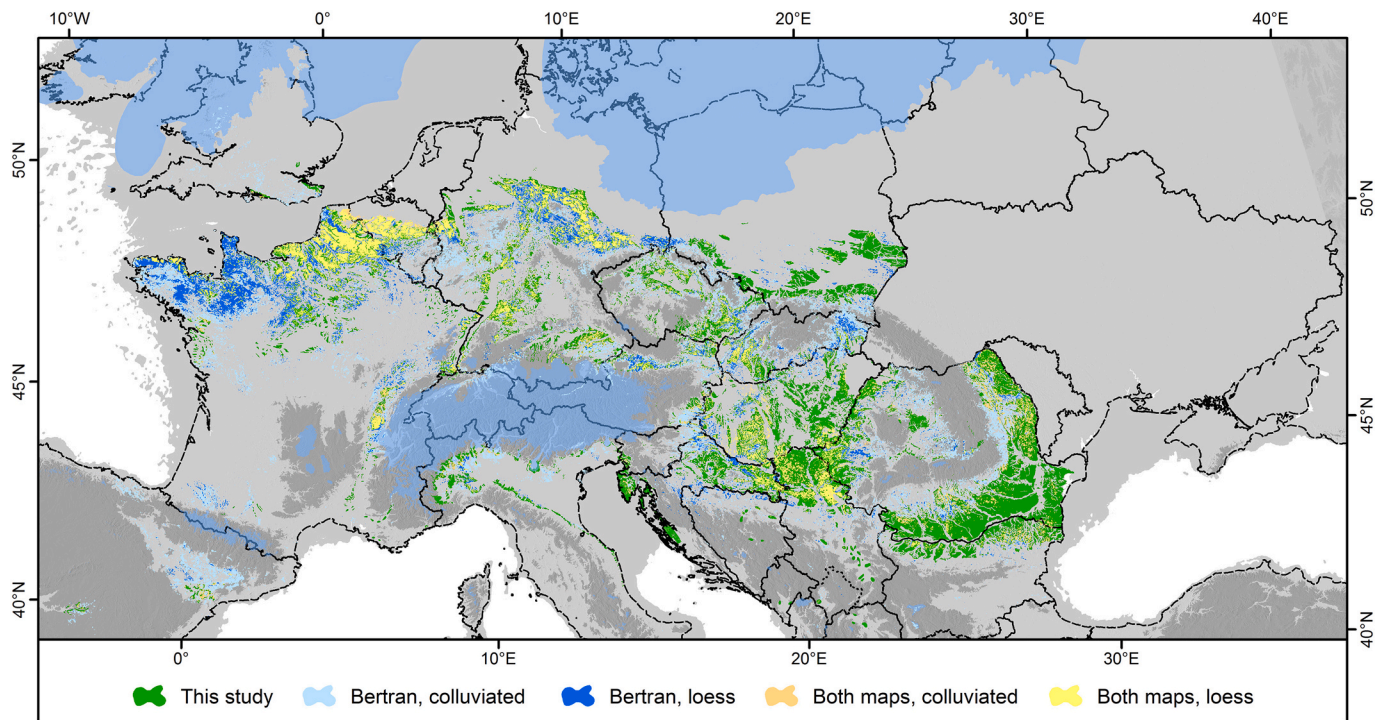 10°W 0° 10°E 20°E 30°E 40°E
50°N
50°N
45°N
45°N
40°N
40°N
0° 10°E 20°E 30°E
This study Bertran, colluviated Bertran, loess Both maps, colluviated Both maps, loess